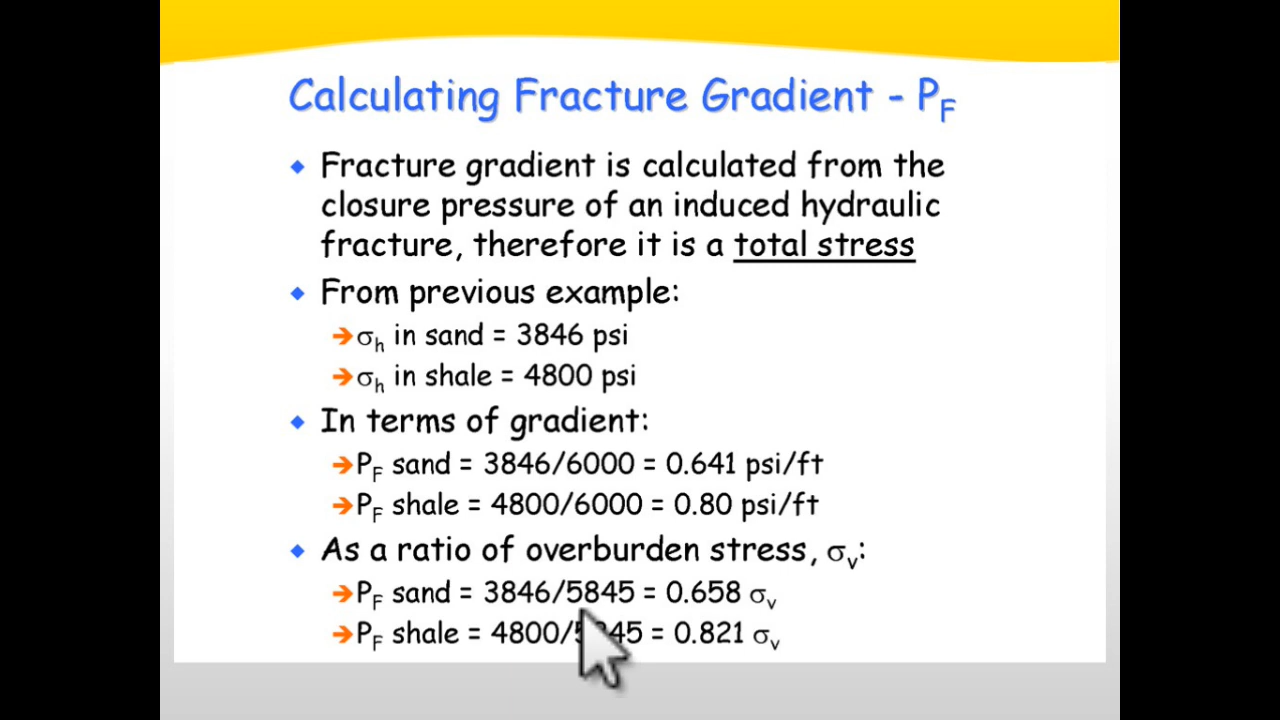 Calculating Fracture Gradient - PF
Fracture gradient is calculated from the
closure pressure of an induced hydraulic
fracture, therefore it is a total stress
From previous example:
σh in sand = 3846 psi
σh in shale = 4800 psi
In terms of gradient:
PF sand = 3846/6000 = 0.641 psi/ft
PF shale = 4800/6000 = 0.80 psi/ft
As a ratio of overburden stress, σv:
PF sand = 3846/5845 = 0.658 σv
PF shale = 4800/5845 = 0.821 σv